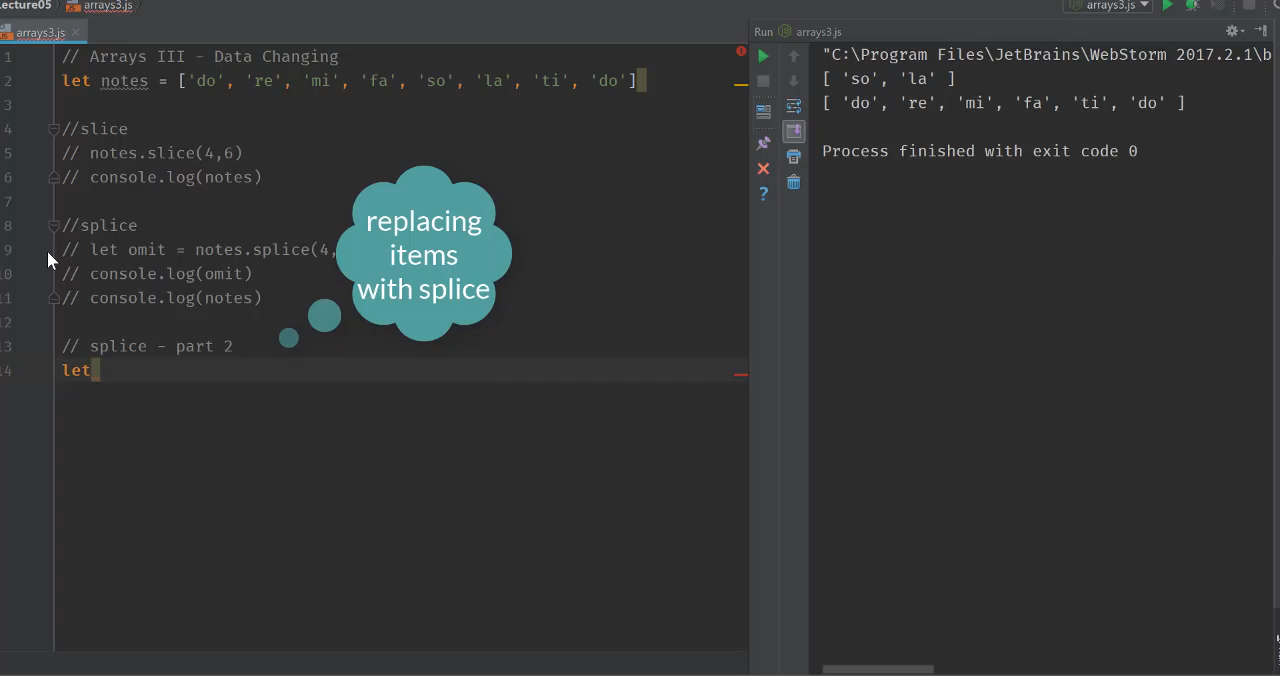 lecture05 arrays3.js arrays3.js
arrays3.js
Run arrays3.js
1 // Arrays III - Data Changing
2 let notes = ['do', 're', 'mi', 'fa', 'so', 'la', 'ti', 'do']
3
4 //slice
5 // notes.slice(4,6)
6 // console.log(notes)
7
8 //splice
9 // let omit = notes.splice(4,
10 // console.log(omit)
11 // console.log(notes)
12
13 // splice - part 2
14 let
replacing
items
with splice
"C:\Program Files\JetBrains\WebStorm 2017.2.1\b
[ 'so', 'la' ]
[ 'do', 're', 'mi', 'fa', 'ti', 'do' ]
Process finished with exit code 0